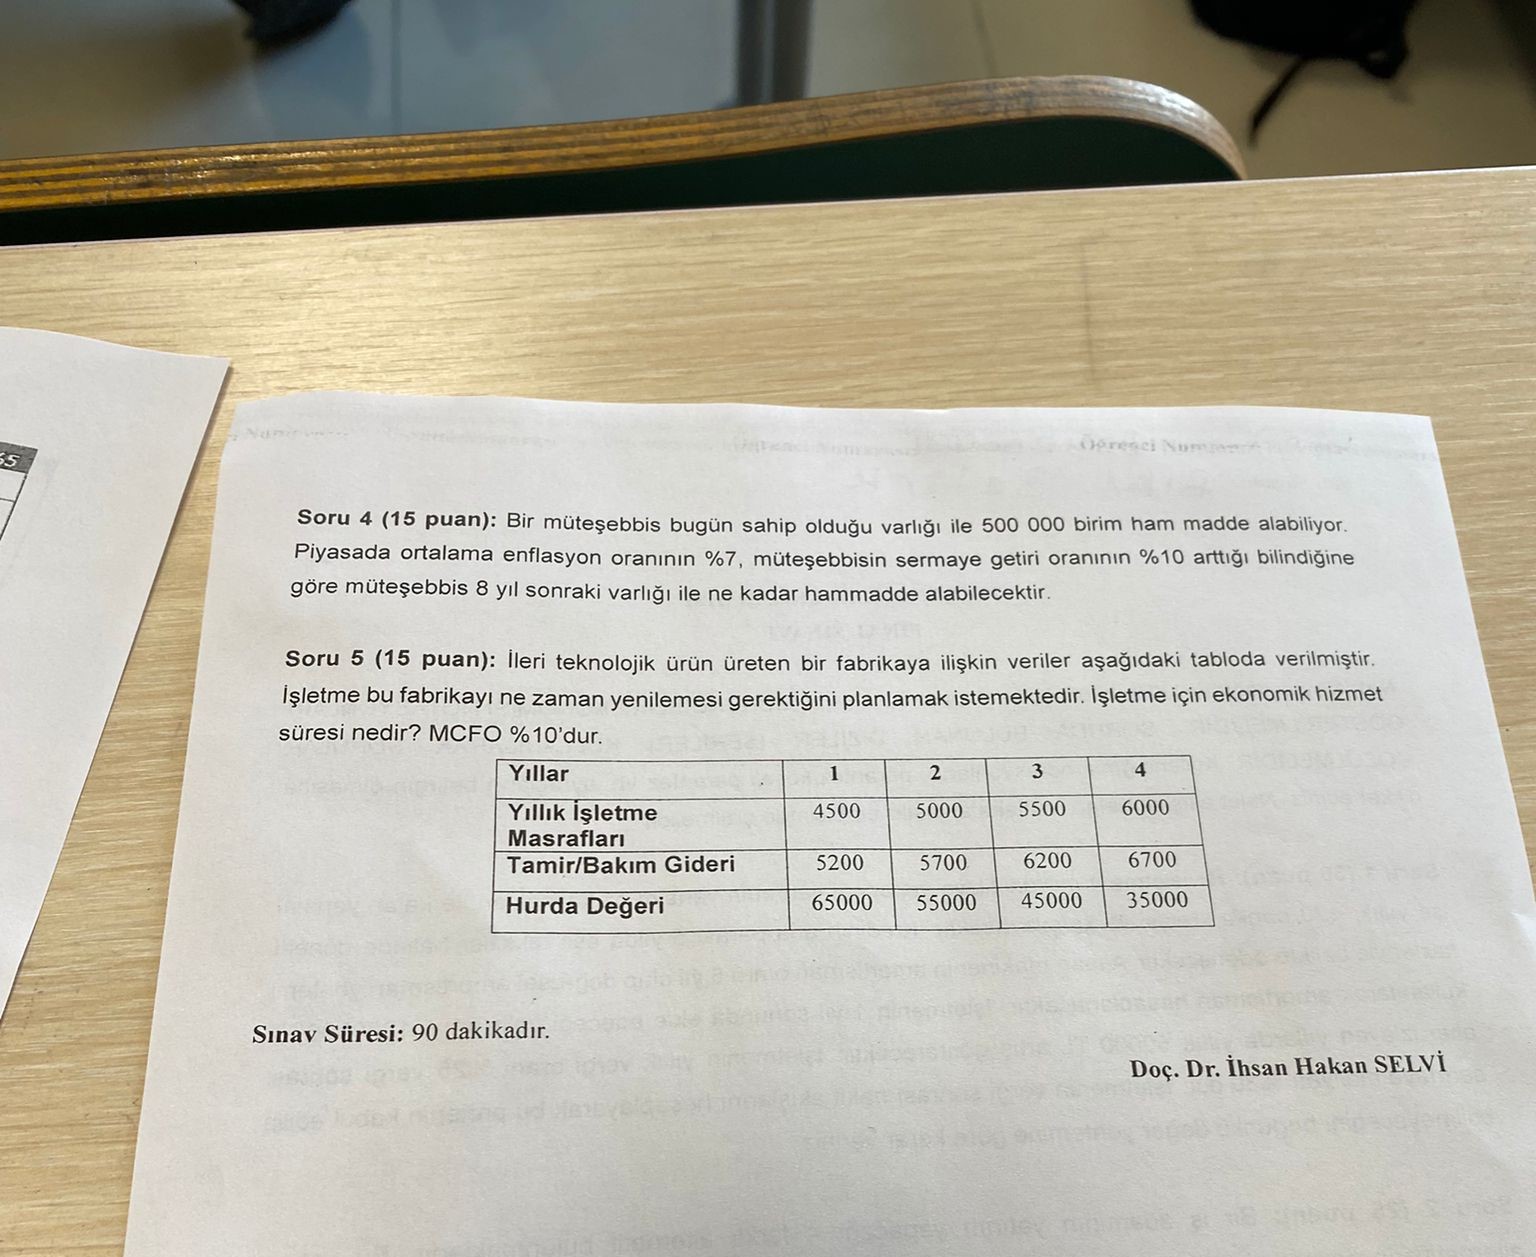 65
Öğrenci
Soru 4 (15 puan): Bir müteşebbis bugün sahip olduğu varlığı ile 500 000 birim ham madde alabiliyor.
Piyasada ortalama enflasyon oranının %7, müteşebbisin sermaye getiri oranının %10 arttığı bilindiğine
göre müteşebbis 8 yıl sonraki varlığı ile ne kadar hammadde alabilecektir.
Soru 5 (15 puan): İleri teknolojik ürün üreten bir fabrikaya ilişkin veriler aşağıdaki tabloda verilmiştir.
İşletme bu fabrikayı ne zaman yenilemesi gerektiğini planlamak istemektedir. İşletme için ekonomik hizmet
süresi nedir? MCFO %10'dur.
Yıllar 1 2 3 4
Yıllık İşletme 4500 5000 5500 6000
Masrafları
Tamir/Bakım Gideri 5200 5700 6200 6700
Hurda Değeri 65000 55000 45000 35000
Sınav Süresi: 90 dakikadır.
Doç. Dr. İhsan Hakan SELVİ